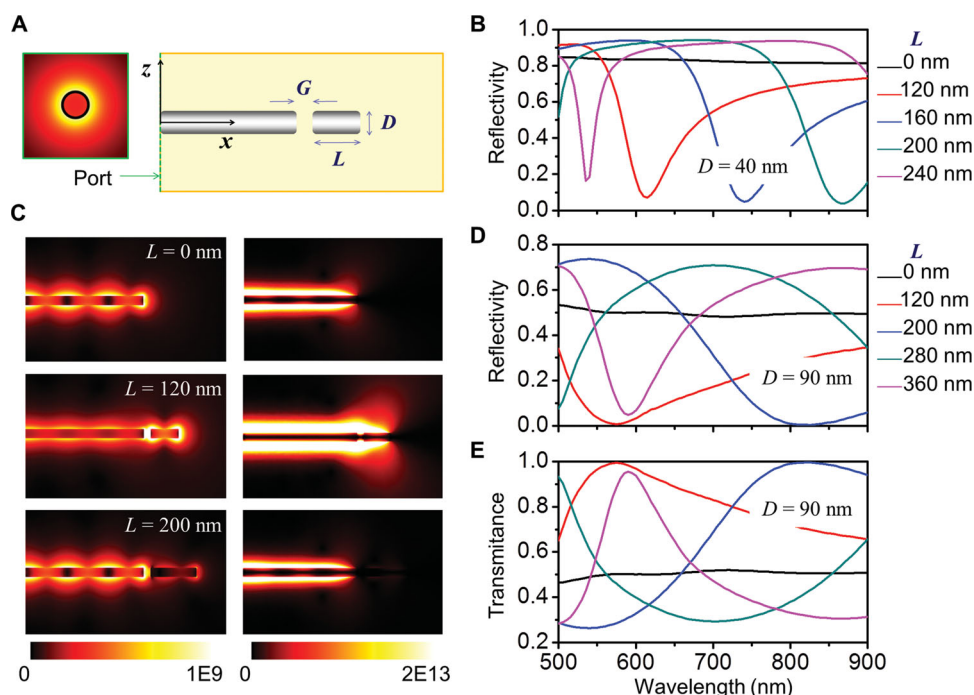 A
z
G
D
x
L
Port
B
Reflectivity
1.0
0.8
0.6
0.4
0.2
0.0
D = 40 nm
L
0 nm
120 nm
160 nm
200 nm
240 nm
C
L = 0 nm
L = 120 nm
L = 200 nm
0
1E9
0
2E13
D
Reflectivity
0.8
0.6
0.4
0.2
0.0
D = 90 nm
L
0 nm
120 nm
200 nm
280 nm
360 nm
E
Transmitance
1.0
0.8
0.6
0.4
0.2
D = 90 nm
500 600 700 800 900
Wavelength (nm)